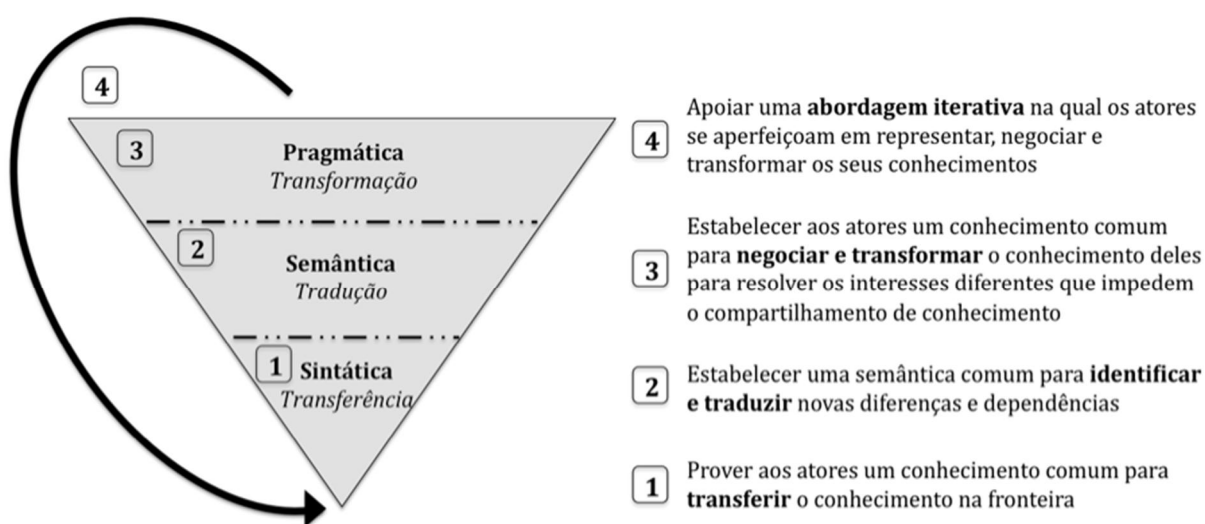 4
3
Pragmática
Transformação
2
Semântica
Tradução
1
Sintática
Transferência
4
Apoiar uma abordagem iterativa na qual os atores
se aperfeiçoam em representar, negociar e
transformar os seus conhecimentos
3
Estabelecer aos atores um conhecimento comum
para negociar e transformar o conhecimento deles
para resolver os interesses diferentes que impedem
o compartilhamento de conhecimento
2
Estabelecer uma semântica comum para identificar
e traduzir novas diferenças e dependências
1
Prover aos atores um conhecimento comum para
transferir o conhecimento na fronteira